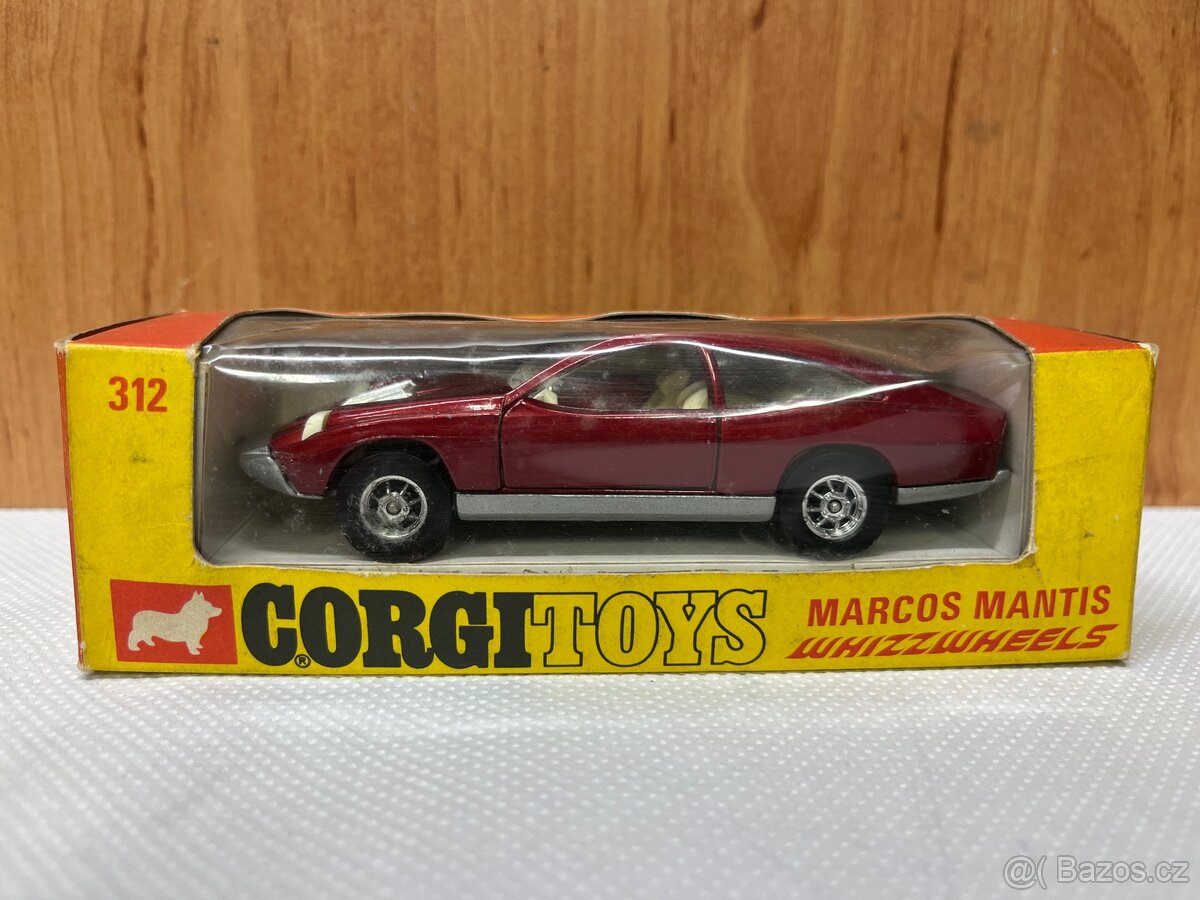 312
CORGI TOYS
®
MARCOS MANTIS
WHIZZWHEELS
@( Bazos.cz